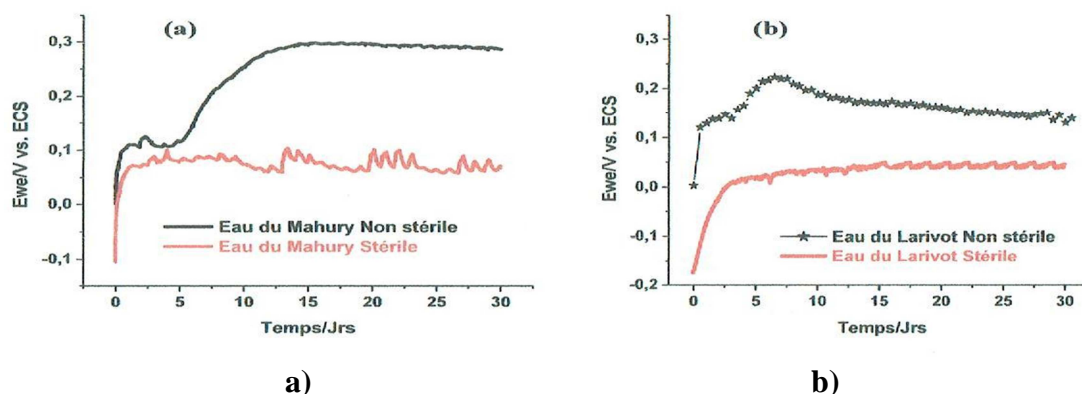 (a)
0,3
0,2
0,1
0,0
-0,1
Ewe/V vs. ECS
Eau du Mahury Non stérile
Eau du Mahury Stérile
0 5 10 15 20 25 30
Temps/Jrs
a)
(b)
0,3
0,2
0,1
0,0
-0,1
-0,2
Ewe/V vs. ECS
Eau du Larivot Non stérile
Eau du Larivot Stérile
0 5 10 15 20 25 30
Temps/Jrs
b)